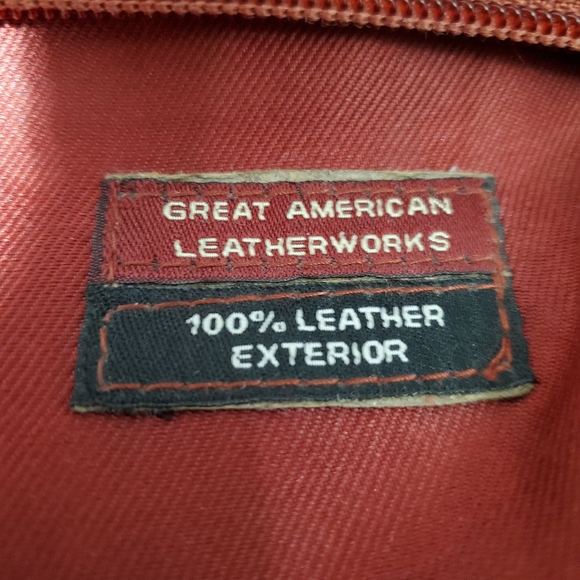 GREAT AMERICAN
LEATHERWORKS
100% LEATHER
EXTERIOR